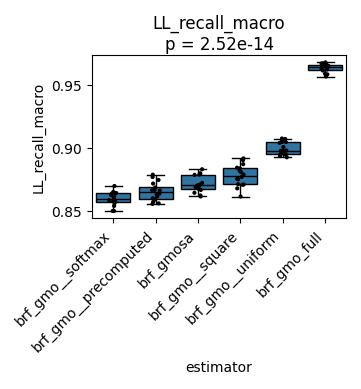 LL_recall_macro
p = 2.52e-14
LL_recall_macro
0.95
0.90
0.85
brf_gmo__softmax
brf_gmo__precomputed
brf_gmosa
brf_gmo__square
brf_gmo__uniform
brf_gmo_full
estimator